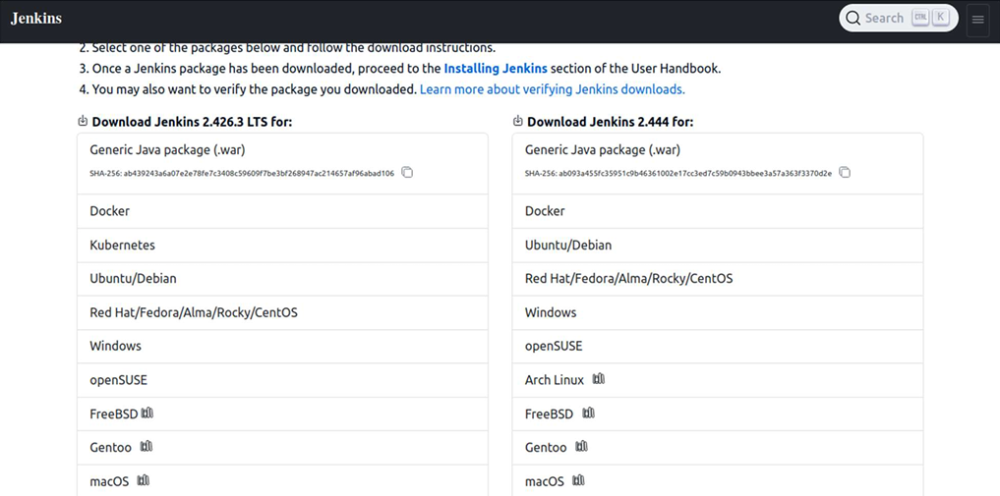 Jenkins
Search CTRL K
2. Select one of the packages below and follow the download instructions.
3. Once a Jenkins package has been downloaded, proceed to the Installing Jenkins section of the User Handbook.
4. You may also want to verify the package you downloaded. Learn more about verifying Jenkins downloads.
Download Jenkins 2.426.3 LTS for:
Generic Java package (.war)
SHA-256: ab439243a6a07e2e78fe7c3408c59609f7be3bf268947ac214657af96abad106
Docker
Kubernetes
Ubuntu/Debian
Red Hat/Fedora/Alma/Rocky/CentOS
Windows
openSUSE
FreeBSD
Gentoo
macOS
Download Jenkins 2.444 for:
Generic Java package (.war)
SHA-256: ab093a455fc35951c9b46361002e17cc3ed7c59b0943bbee3a57a363f3370d2e
Docker
Ubuntu/Debian
Red Hat/Fedora/Alma/Rocky/CentOS
Windows
openSUSE
Arch Linux
FreeBSD
Gentoo
macOS